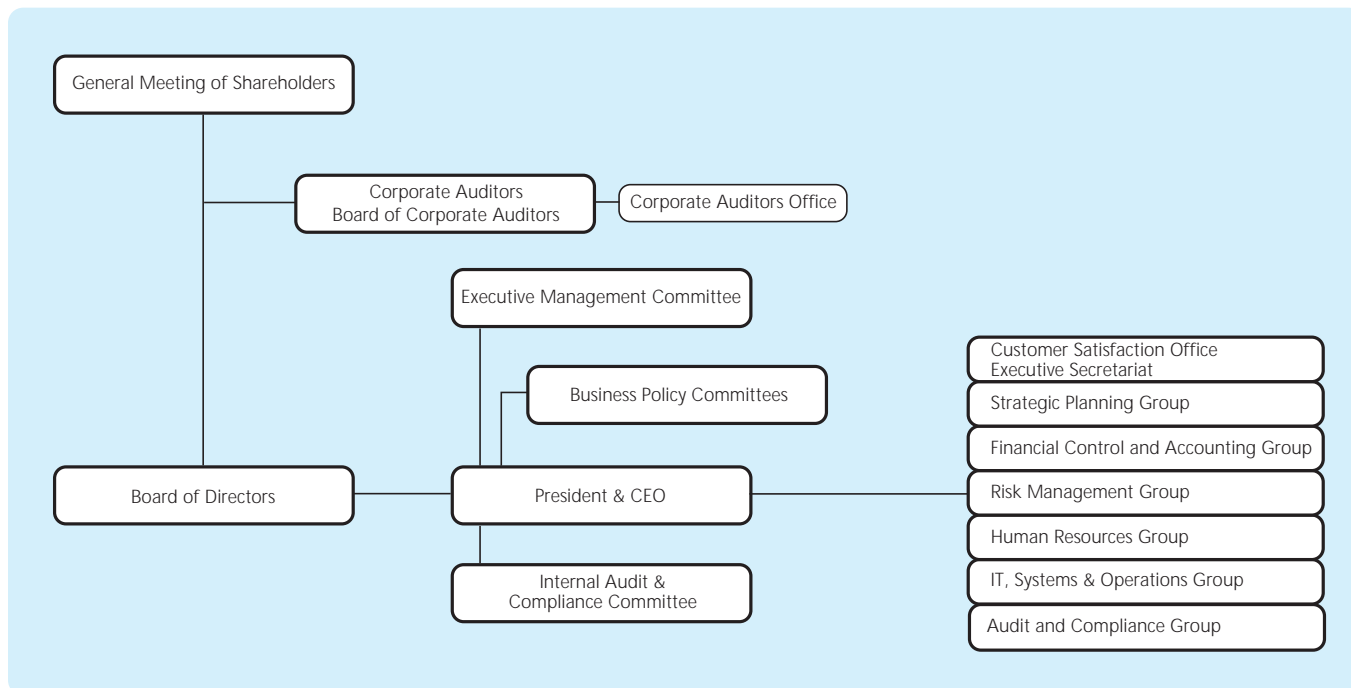 General Meeting of Shareholders
Corporate Auditors
Board of Corporate Auditors
Corporate Auditors Office
Executive Management Committee
Business Policy Committees
Board of Directors
President & CEO
Internal Audit &
Compliance Committee
Customer Satisfaction Office
Executive Secretariat
Strategic Planning Group
Financial Control and Accounting Group
Risk Management Group
Human Resources Group
IT, Systems & Operations Group
Audit and Compliance Group